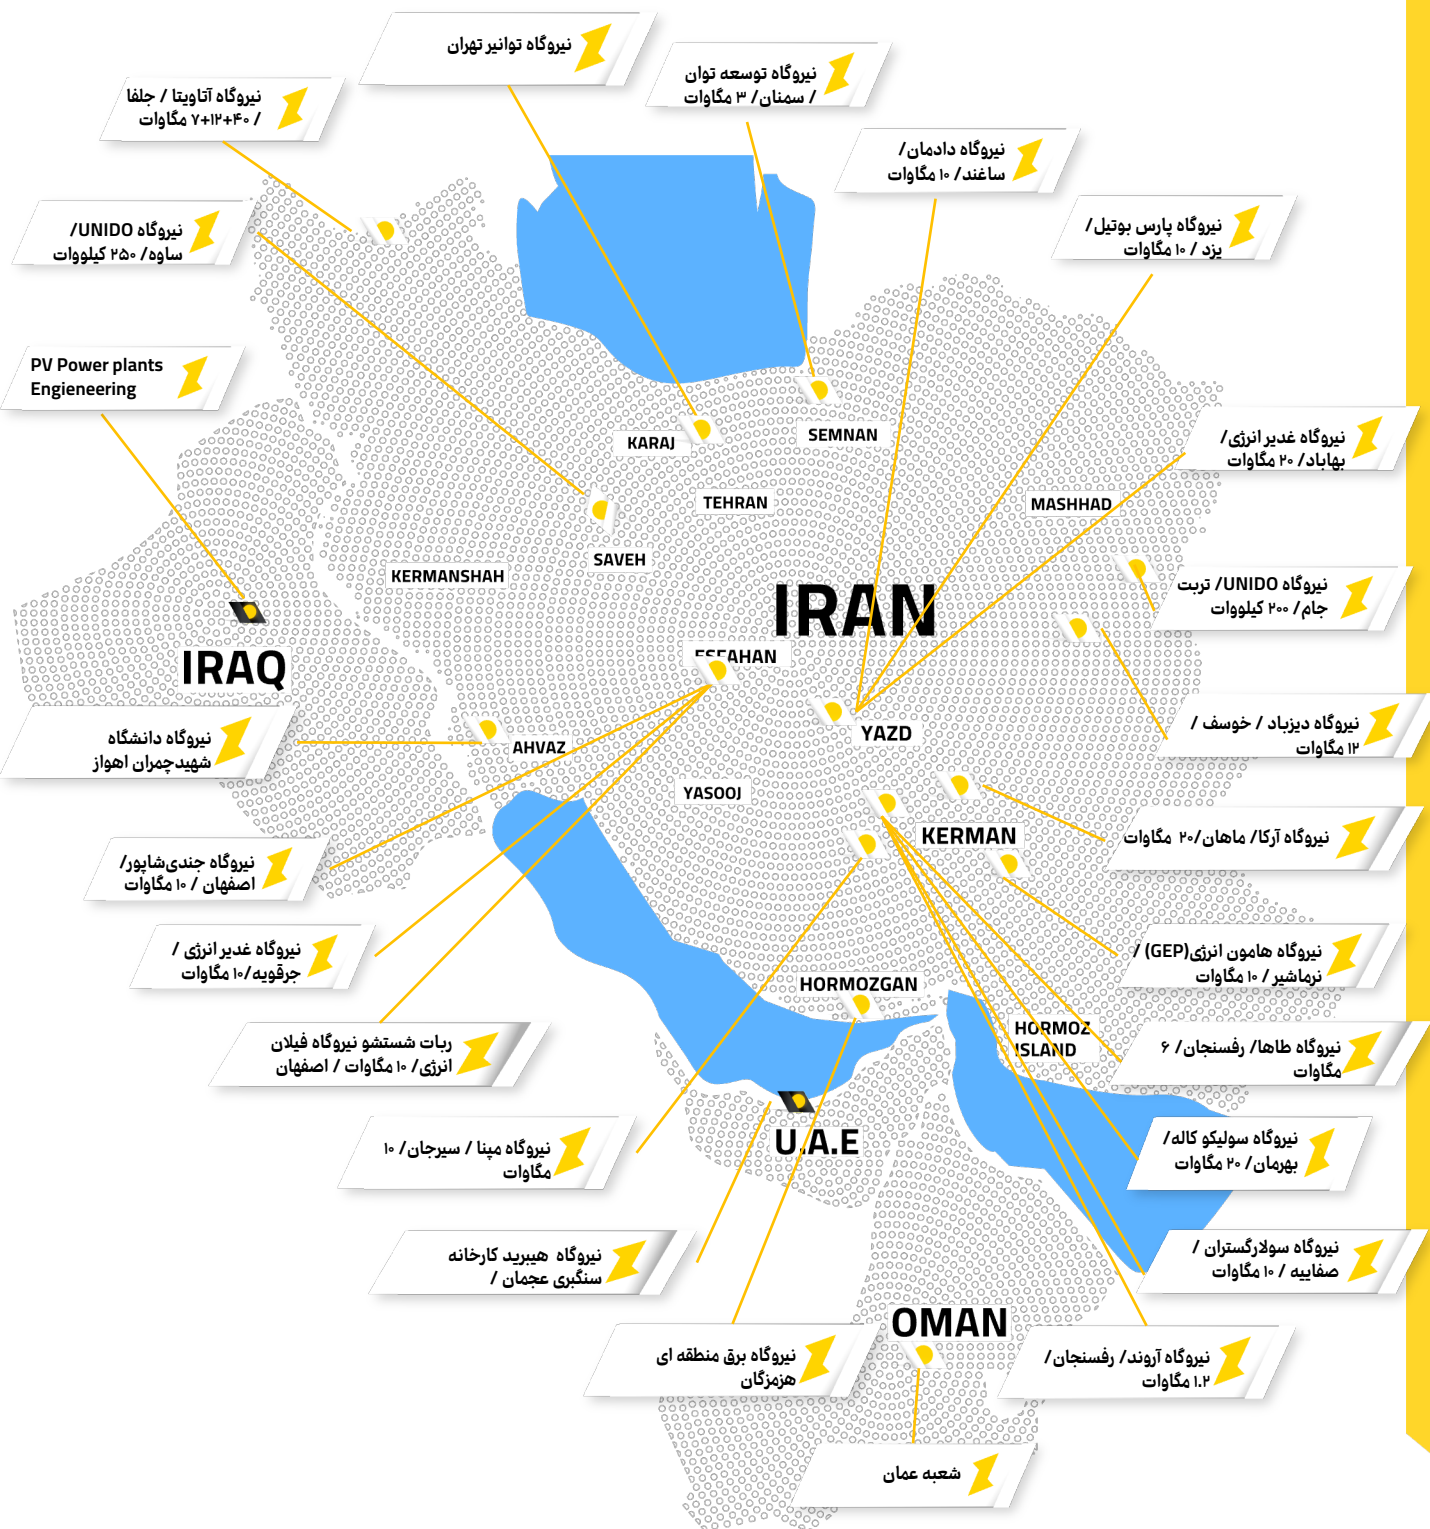 نیروگاه توانیر تهران
نیروگاه توسعه توان
/ سمنان/ ۳ مگاوات
نیروگاه آتاویتا / جلفا
/ ۷+۱۲+۴۰ مگاوات
نیروگاه دادمان/
ساغند/ ۱۰ مگاوات
نیروگاه UNIDO/
ساوه/ ۲۵۰ کیلووات
نیروگاه پارس بوتیل/
یزد / ۱۰ مگاوات
PV Power plants
Engieneering
نیروگاه غدیر انرژی/
بهاباد/ ۲۰ مگاوات
KARAJ
SEMNAN
TEHRAN
MASHHAD
SAVEH
KERMANSHAH
نیروگاه UNIDO/ تربت
جام/ ۲۰۰ کیلووات
IRAN
IRAQ
ESFAHAN
نیروگاه دیزباد / خوسف /
۱۲ مگاوات
نیروگاه دانشگاه
شهیدچمران اهواز
AHVAZ
YAZD
YASOOJ
KERMAN
نیروگاه آرکا/ ماهان/۲۰ مگاوات
نیروگاه جندی‌شاپور/
اصفهان / ۱۰ مگاوات
نیروگاه غدیر انرژی /
جرقویه/۱۰ مگاوات
نیروگاه هامون انرژی(GEP) /
نرماشیر / ۱۰ مگاوات
HORMOZGAN
HORMOZ
ISLAND
ربات شستشو نیروگاه فیلان
انرژی/ ۱۰ مگاوات / اصفهان
نیروگاه طاها/ رفسنجان/ ۶
مگاوات
U.A.E
نیروگاه مپنا / سیرجان/ ۱۰
مگاوات
نیروگاه سولیکو کاله/
بهرمان/ ۲۰ مگاوات
نیروگاه هیبرید کارخانه
سنگبری عجمان /
نیروگاه سولارگستران /
صفاییه / ۱۰ مگاوات
OMAN
نیروگاه برق منطقه ای
هزمزگان
نیروگاه آروند/ رفسنجان/
۱.۲ مگاوات
شعبه عمان